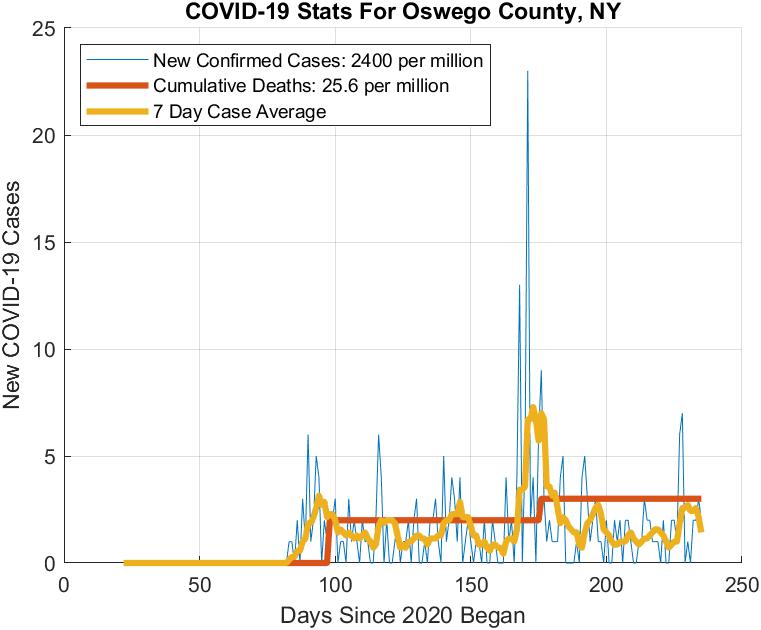 COVID-19 Stats For Oswego County, NY
New Confirmed Cases: 2400 per million
Cumulative Deaths: 25.6 per million
7 Day Case Average
New COVID-19 Cases
25
20
15
10
5
0
0 50 100 150 200 250
Days Since 2020 Began